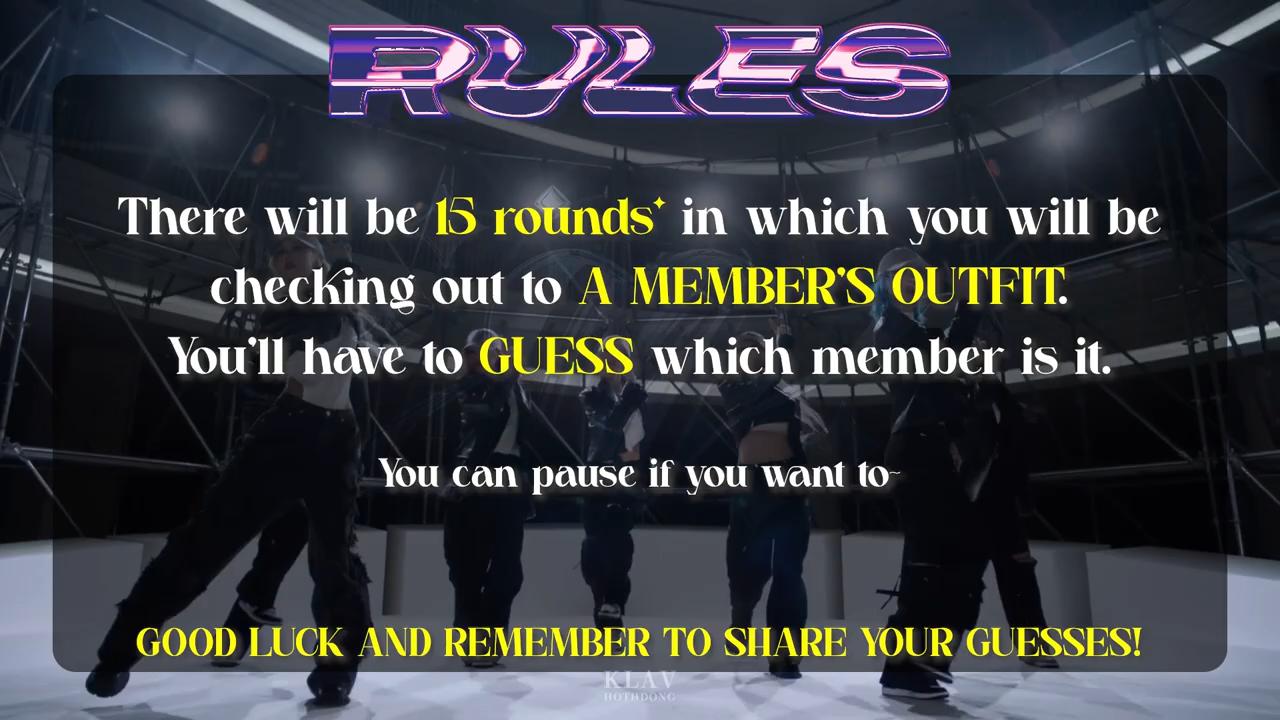 RULES
There will be 15 rounds✦ in which you will be
checking out to A MEMBER'S OUTFIT.
You'll have to GUESS which member is it.
You can pause if you want to~
GOOD LUCK AND REMEMBER TO SHARE YOUR GUESSES!
KLAV
HOTHDONG